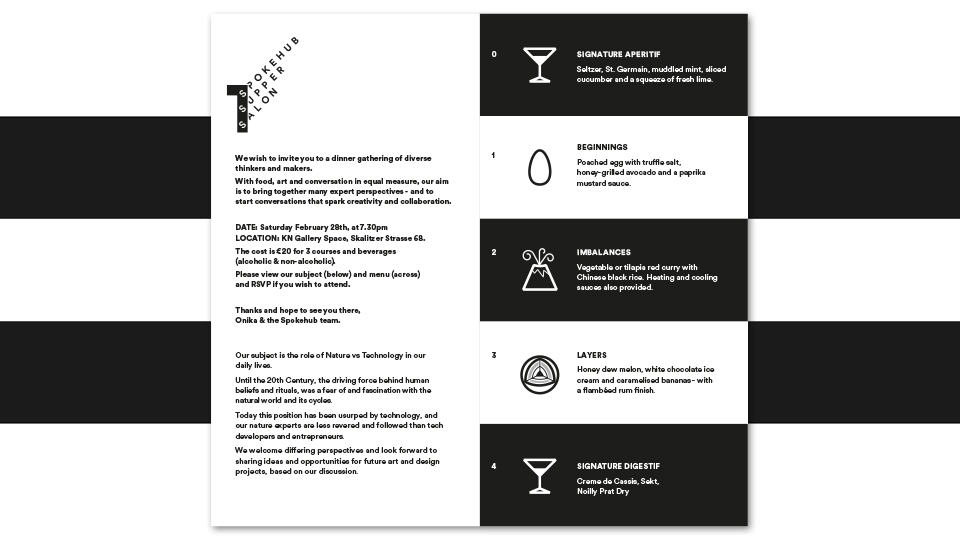 1
SPOKEHUB
SUPPER
SALON
We wish to invite you to a dinner gathering of diverse
thinkers and makers.
With food, art and conversation in equal measure, our aim
is to bring together many expert perspectives - and to
start conversations that spark creativity and collaboration.
DATE: Saturday February 28th, at 7.30pm
LOCATION: KN Gallery Space, Skalitzer Strasse 68.
The cost is €20 for 3 courses and beverages
(alcoholic & non-alcoholic).
Please view our subject (below) and menu (across)
and RSVP if you wish to attend.
Thanks and hope to see you there,
Onika & the Spokehub team.
Our subject is the role of Nature vs Technology in our
daily lives.
Until the 20th Century, the driving force behind human
beliefs and rituals, was a fear of and fascination with the
natural world and its cycles.
Today this position has been usurped by technology, and
our nature experts are less revered and followed than tech
developers and entrepreneurs.
We welcome differing perspectives and look forward to
sharing ideas and opportunities for future art and design
projects, based on our discussion.
0
SIGNATURE APERITIF
Seltzer, St. Germain, muddled mint, sliced
cucumber and a squeeze of fresh lime.
1
BEGINNINGS
Poached egg with truffle salt,
honey-grilled avocado and a paprika
mustard sauce.
2
IMBALANCES
Vegetable or tilapia red curry with
Chinese black rice. Heating and cooling
sauces also provided.
3
LAYERS
Honey dew melon, white chocolate ice
cream and caramelised bananas - with
a flambéed rum finish.
4
SIGNATURE DIGESTIF
Creme de Cassis, Sekt,
Noilly Prat Dry